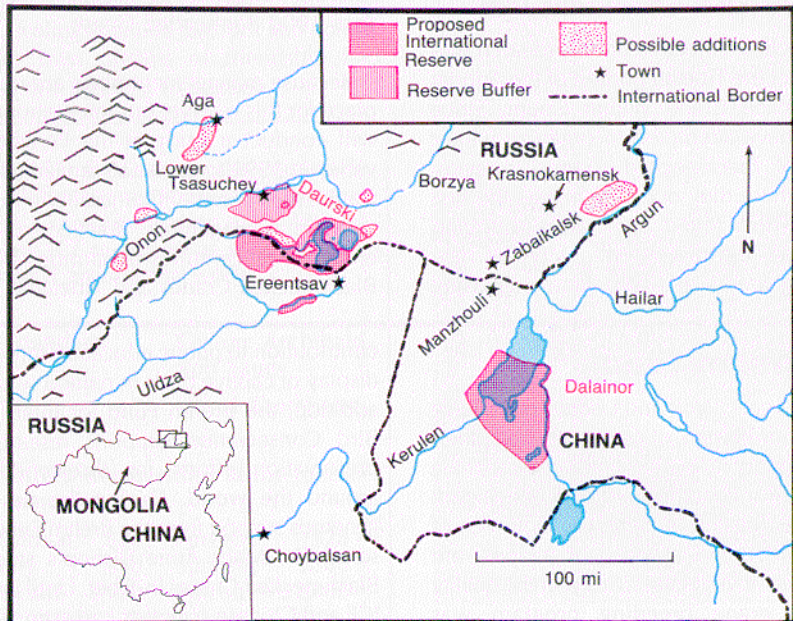 Proposed
International
Reserve
Reserve Buffer
Possible additions
Town
International Border
Aga
Lower
Tsasuchey
Daurski
Onon
Ereentsav
Uldza
Borzya
RUSSIA
Krasnokamensk
Zabaikalsk
Argun
N
Manzhouli
Hailar
Dalainor
Kerulen
CHINA
Choybalsan
100 mi
RUSSIA
MONGOLIA
CHINA